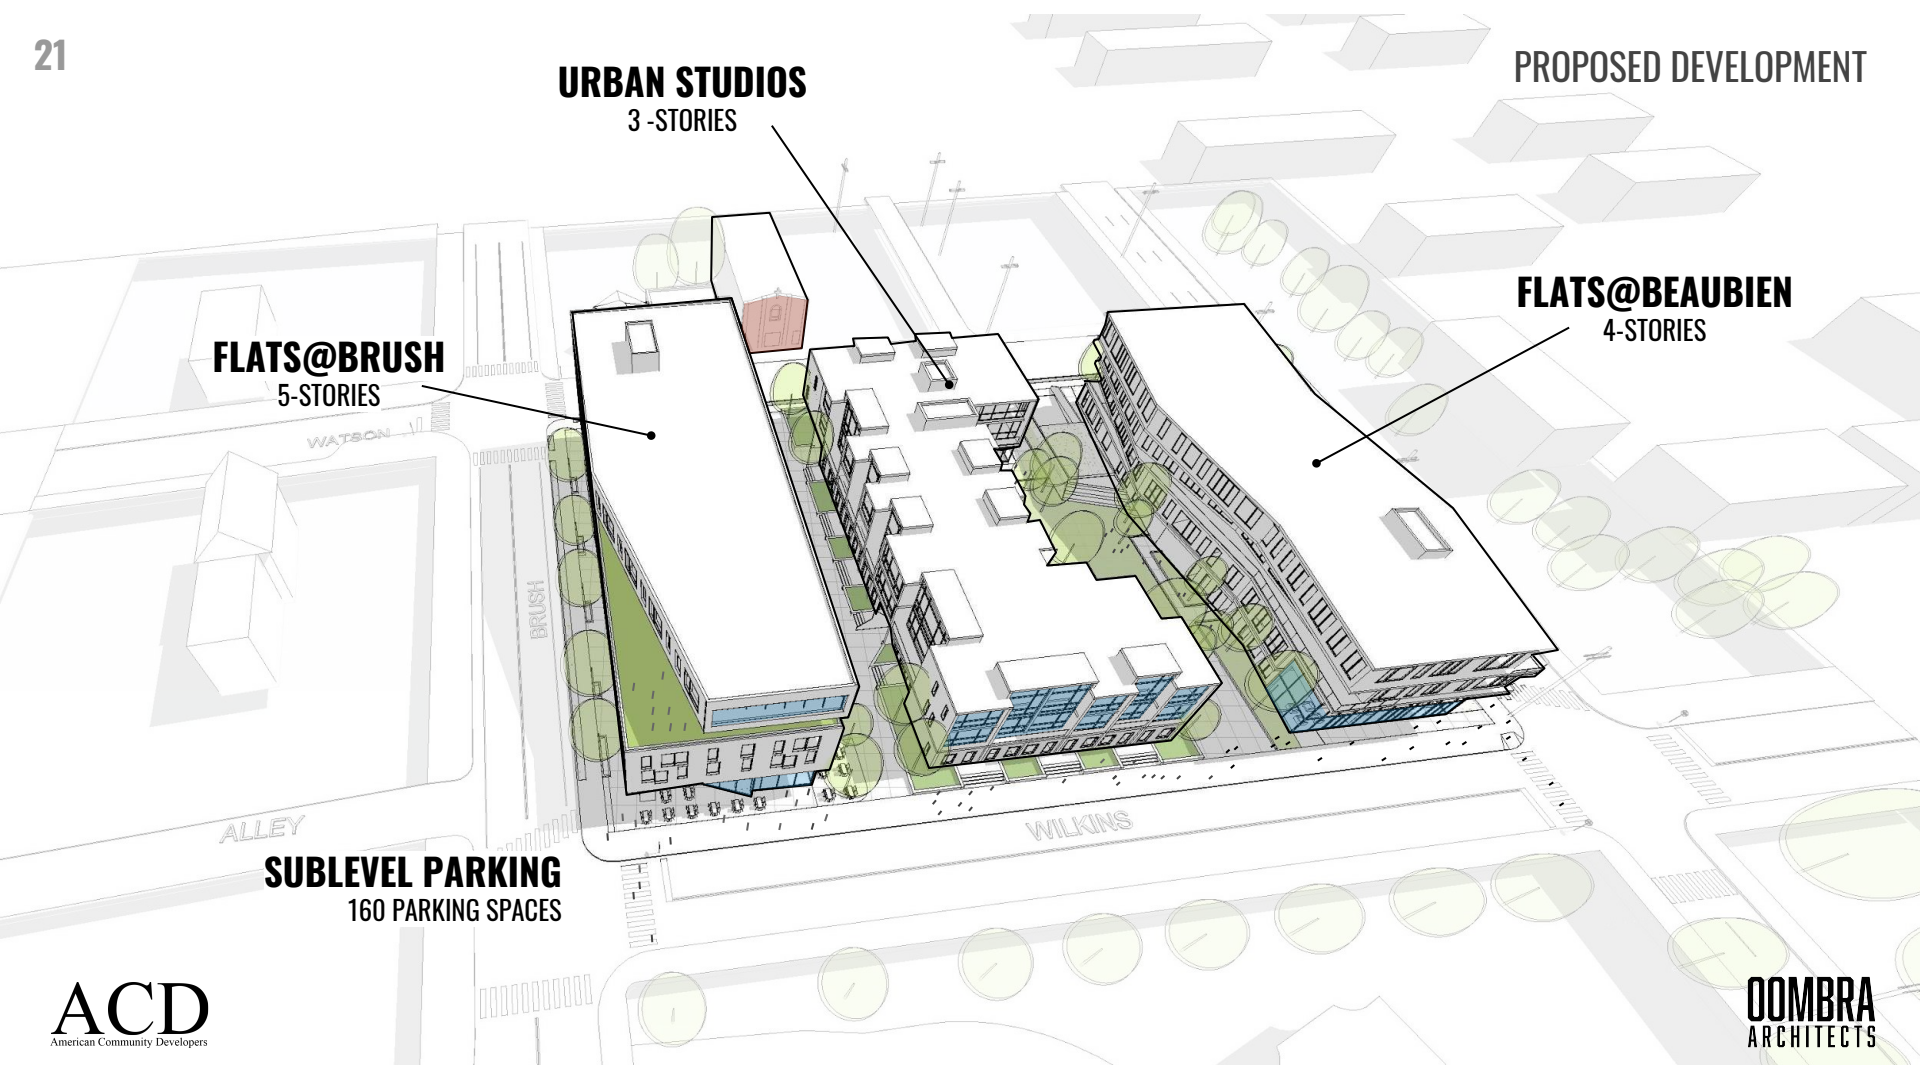 21
PROPOSED DEVELOPMENT
URBAN STUDIOS
3 -STORIES
FLATS@BEAUBIEN
4-STORIES
FLATS@BRUSH
5-STORIES
WATSON
BRUSH
ALLEY
WILKINS
SUBLEVEL PARKING
160 PARKING SPACES
ACD
American Community Developers
OOMBRA
ARCHITECTS